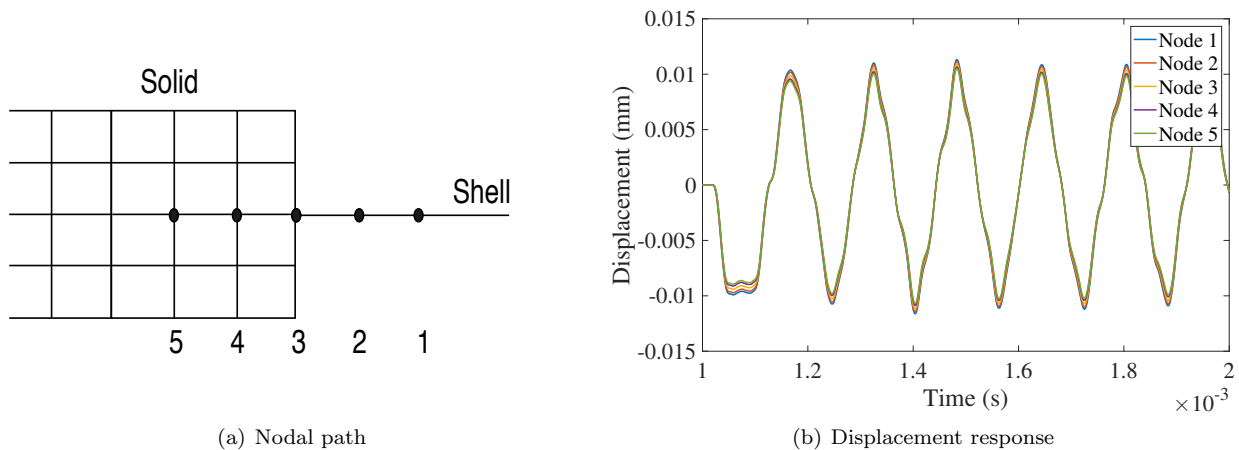 Solid
Shell
5 4 3 2 1
(a) Nodal path
0.015
0.01
0.005
0
-0.005
-0.01
-0.015
Displacement (mm)
Node 1
Node 2
Node 3
Node 4
Node 5
1 1.2 1.4 1.6 1.8 2
Time (s)
×10⁻³
(b) Displacement response